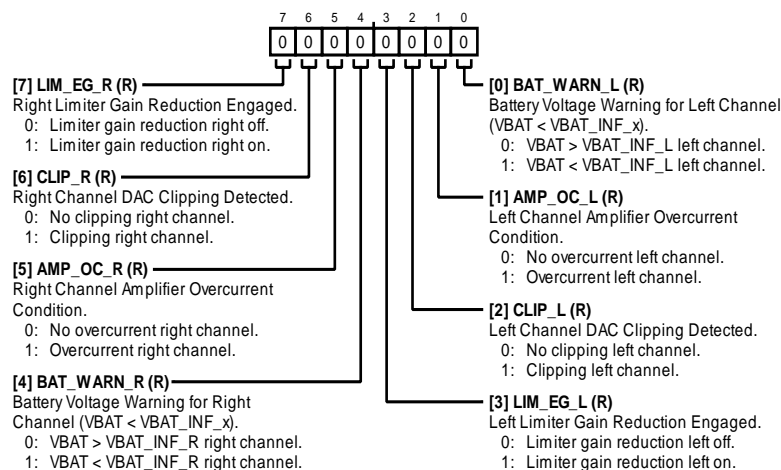 7 6 5 4 3 2 1 0
0 0 0 0 0 0 0 0
[7] LIM_EG_R (R)
Right Limiter Gain Reduction Engaged.
0: Limiter gain reduction right off.
1: Limiter gain reduction right on.
[6] CLIP_R (R)
Right Channel DAC Clipping Detected.
0: No clipping right channel.
1: Clipping right channel.
[5] AMP_OC_R (R)
Right Channel Amplifier Overcurrent
Condition.
0: No overcurrent right channel.
1: Overcurrent right channel.
[4] BAT_WARN_R (R)
Battery Voltage Warning for Right
Channel (VBAT < VBAT_INF_x).
0: VBAT > VBAT_INF_R right channel.
1: VBAT < VBAT_INF_R right channel.
[0] BAT_WARN_L (R)
Battery Voltage Warning for Left Channel
(VBAT < VBAT_INF_x).
0: VBAT > VBAT_INF_L left channel.
1: VBAT < VBAT_INF_L left channel.
[1] AMP_OC_L (R)
Left Channel Amplifier Overcurrent
Condition.
0: No overcurrent left channel.
1: Overcurrent left channel.
[2] CLIP_L (R)
Left Channel DAC Clipping Detected.
0: No clipping left channel.
1: Clipping left channel.
[3] LIM_EG_L (R)
Left Limiter Gain Reduction Engaged.
0: Limiter gain reduction left off.
1: Limiter gain reduction left on.